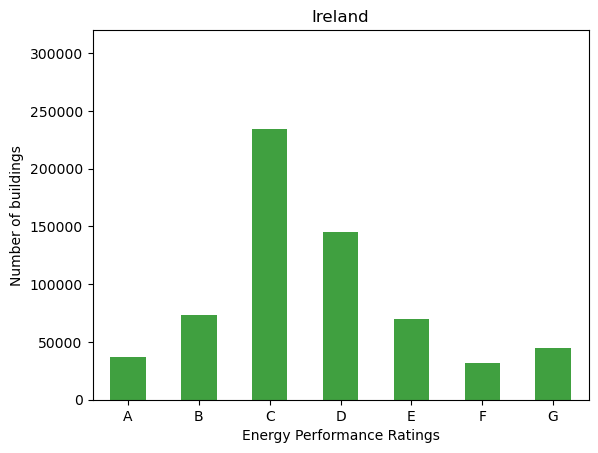 Ireland
300000
250000
200000
150000
100000
50000
0
Number of buildings
A B C D E F G
Energy Performance Ratings